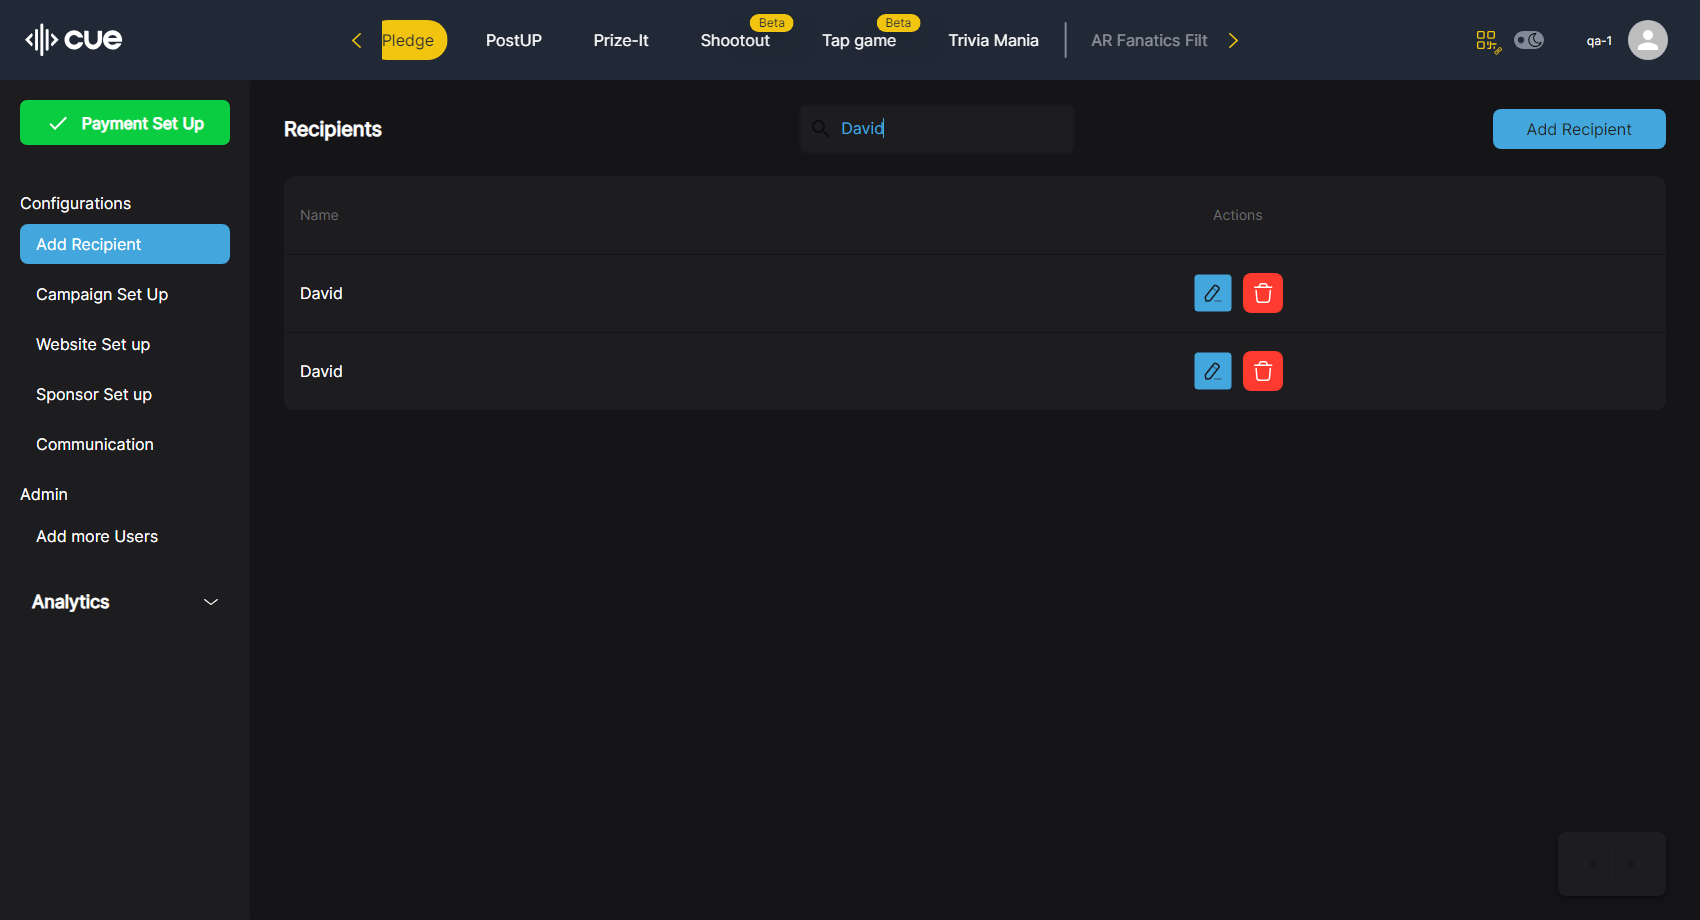 cue
Pledge
PostUP
Prize-It
Shootout
Beta
Tap game
Beta
Trivia Mania
AR Fanatics Filt
qa-1
Payment Set Up
Configurations
Add Recipient
Campaign Set Up
Website Set up
Sponsor Set up
Communication
Admin
Add more Users
Analytics
Recipients
David
Add Recipient
Name
Actions
David
David